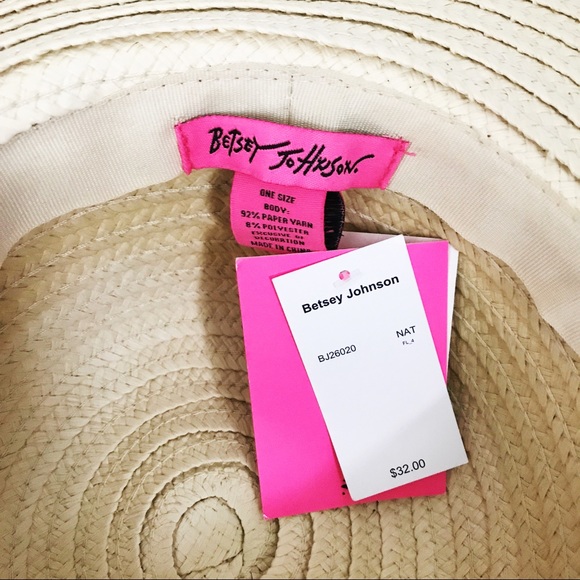 BETSEY JOHNSON.
ONE SIZE
BODY:
92% PAPER YARN
8% POLYESTER
EXCLUSIVE OF
DECORATION
MADE IN CHINA
Betsey Johnson
BJ26020 NAT
FL_4
$32.00